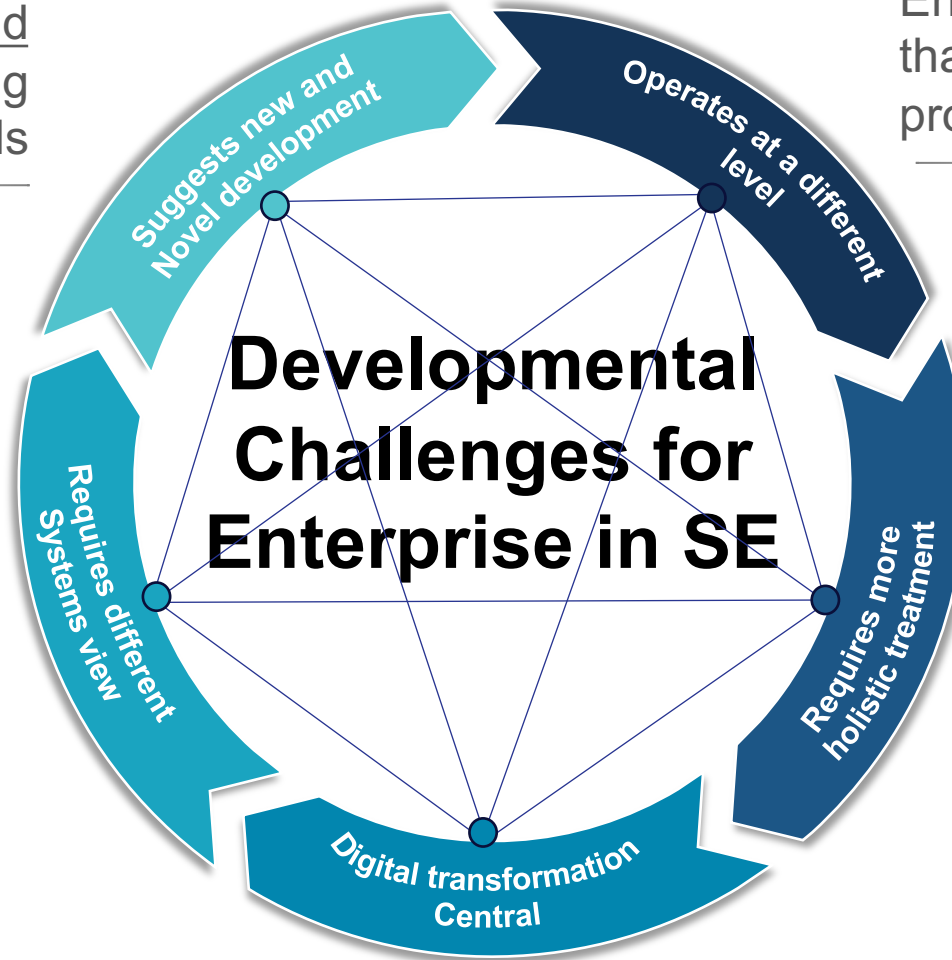 Suggests new and
Novel development
Operates at a different
level
Developmental
Challenges for
Enterprise in SE
Requires different
Systems view
Requires more
holistic treatment
Digital transformation
Central